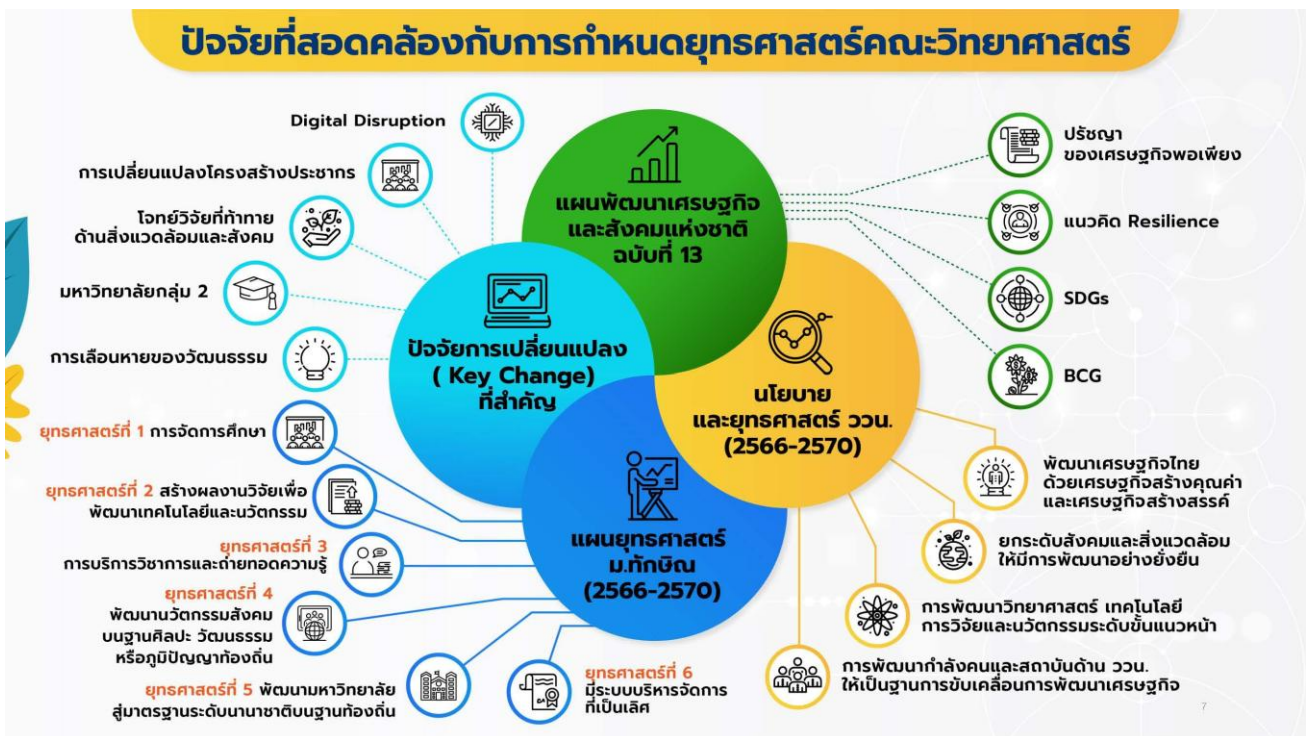 ปัจจัยที่สอดคล้องกับการกำหนดยุทธศาสตร์คณะวิทยาศาสตร์
Digital Disruption
การเปลี่ยนแปลงโครงสร้างประชากร
โจทย์วิจัยที่ท้าทาย
ด้านสิ่งแวดล้อมและสังคม
มหาวิทยาลัยกลุ่ม 2
การเลือนหายของวัฒนธรรม
ปัจจัยการเปลี่ยนแปลง
( Key Change)
ที่สำคัญ
แผนพัฒนาเศรษฐกิจ
และสังคมแห่งชาติ
ฉบับที่ 13
ปรัชญา
ของเศรษฐกิจพอเพียง
แนวคิด Resilience
SDGs
BCG
นโยบาย
และยุทธศาสตร์ ววน.
(2566-2570)
พัฒนาเศรษฐกิจไทย
ด้วยเศรษฐกิจสร้างคุณค่า
และเศรษฐกิจสร้างสรรค์
ยกระดับสังคมและสิ่งแวดล้อม
ให้มีการพัฒนาอย่างยั่งยืน
การพัฒนาวิทยาศาสตร์ เทคโนโลยี
การวิจัยและนวัตกรรมระดับขั้นแนวหน้า
การพัฒนากำลังคนและสถาบันด้าน ววน.
ให้เป็นฐานการขับเคลื่อนการพัฒนาเศรษฐกิจ
แผนยุทธศาสตร์
ม.ทักษิณ
(2566-2570)
ยุทธศาสตร์ที่ 1 การจัดการศึกษา
ยุทธศาสตร์ที่ 2 สร้างผลงานวิจัยเพื่อ
พัฒนาเทคโนโลยีและนวัตกรรม
ยุทธศาสตร์ที่ 3
การบริการวิชาการและถ่ายทอดความรู้
ยุทธศาสตร์ที่ 4
พัฒนานวัตกรรมสังคม
บนฐานศิลปะ วัฒนธรรม
หรือภูมิปัญญาท้องถิ่น
ยุทธศาสตร์ที่ 5 พัฒนามหาวิทยาลัย
สู่มาตรฐานระดับนานาชาติบนฐานท้องถิ่น
ยุทธศาสตร์ที่ 6
มีระบบบริหารจัดการ
ที่เป็นเลิศ
7